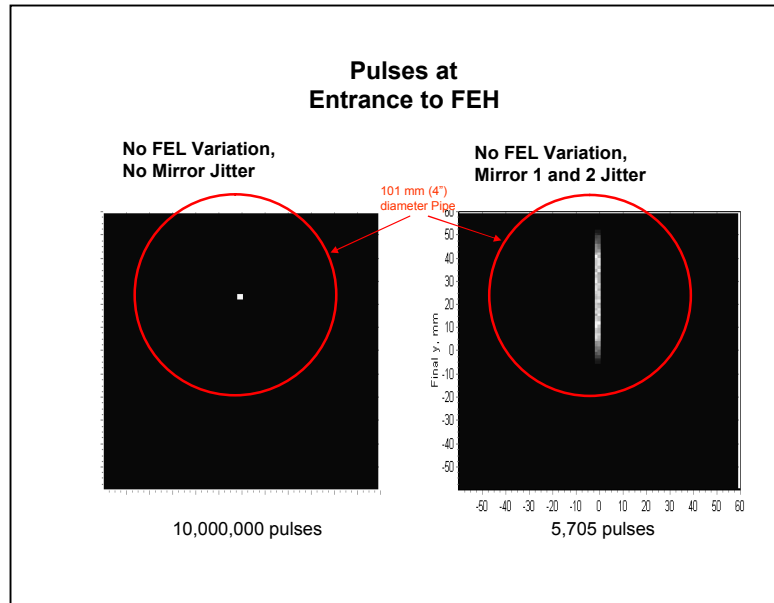 Pulses at
Entrance to FEH
No FEL Variation,
No Mirror Jitter
No FEL Variation,
Mirror 1 and 2 Jitter
101 mm (4”)
diameter Pipe
60
50
40
30
20
10
0
-10
-20
-30
-40
-50
Final y, mm
-50 -40 -30 -20 -10 0 10 20 30 40 50 60
10,000,000 pulses
5,705 pulses